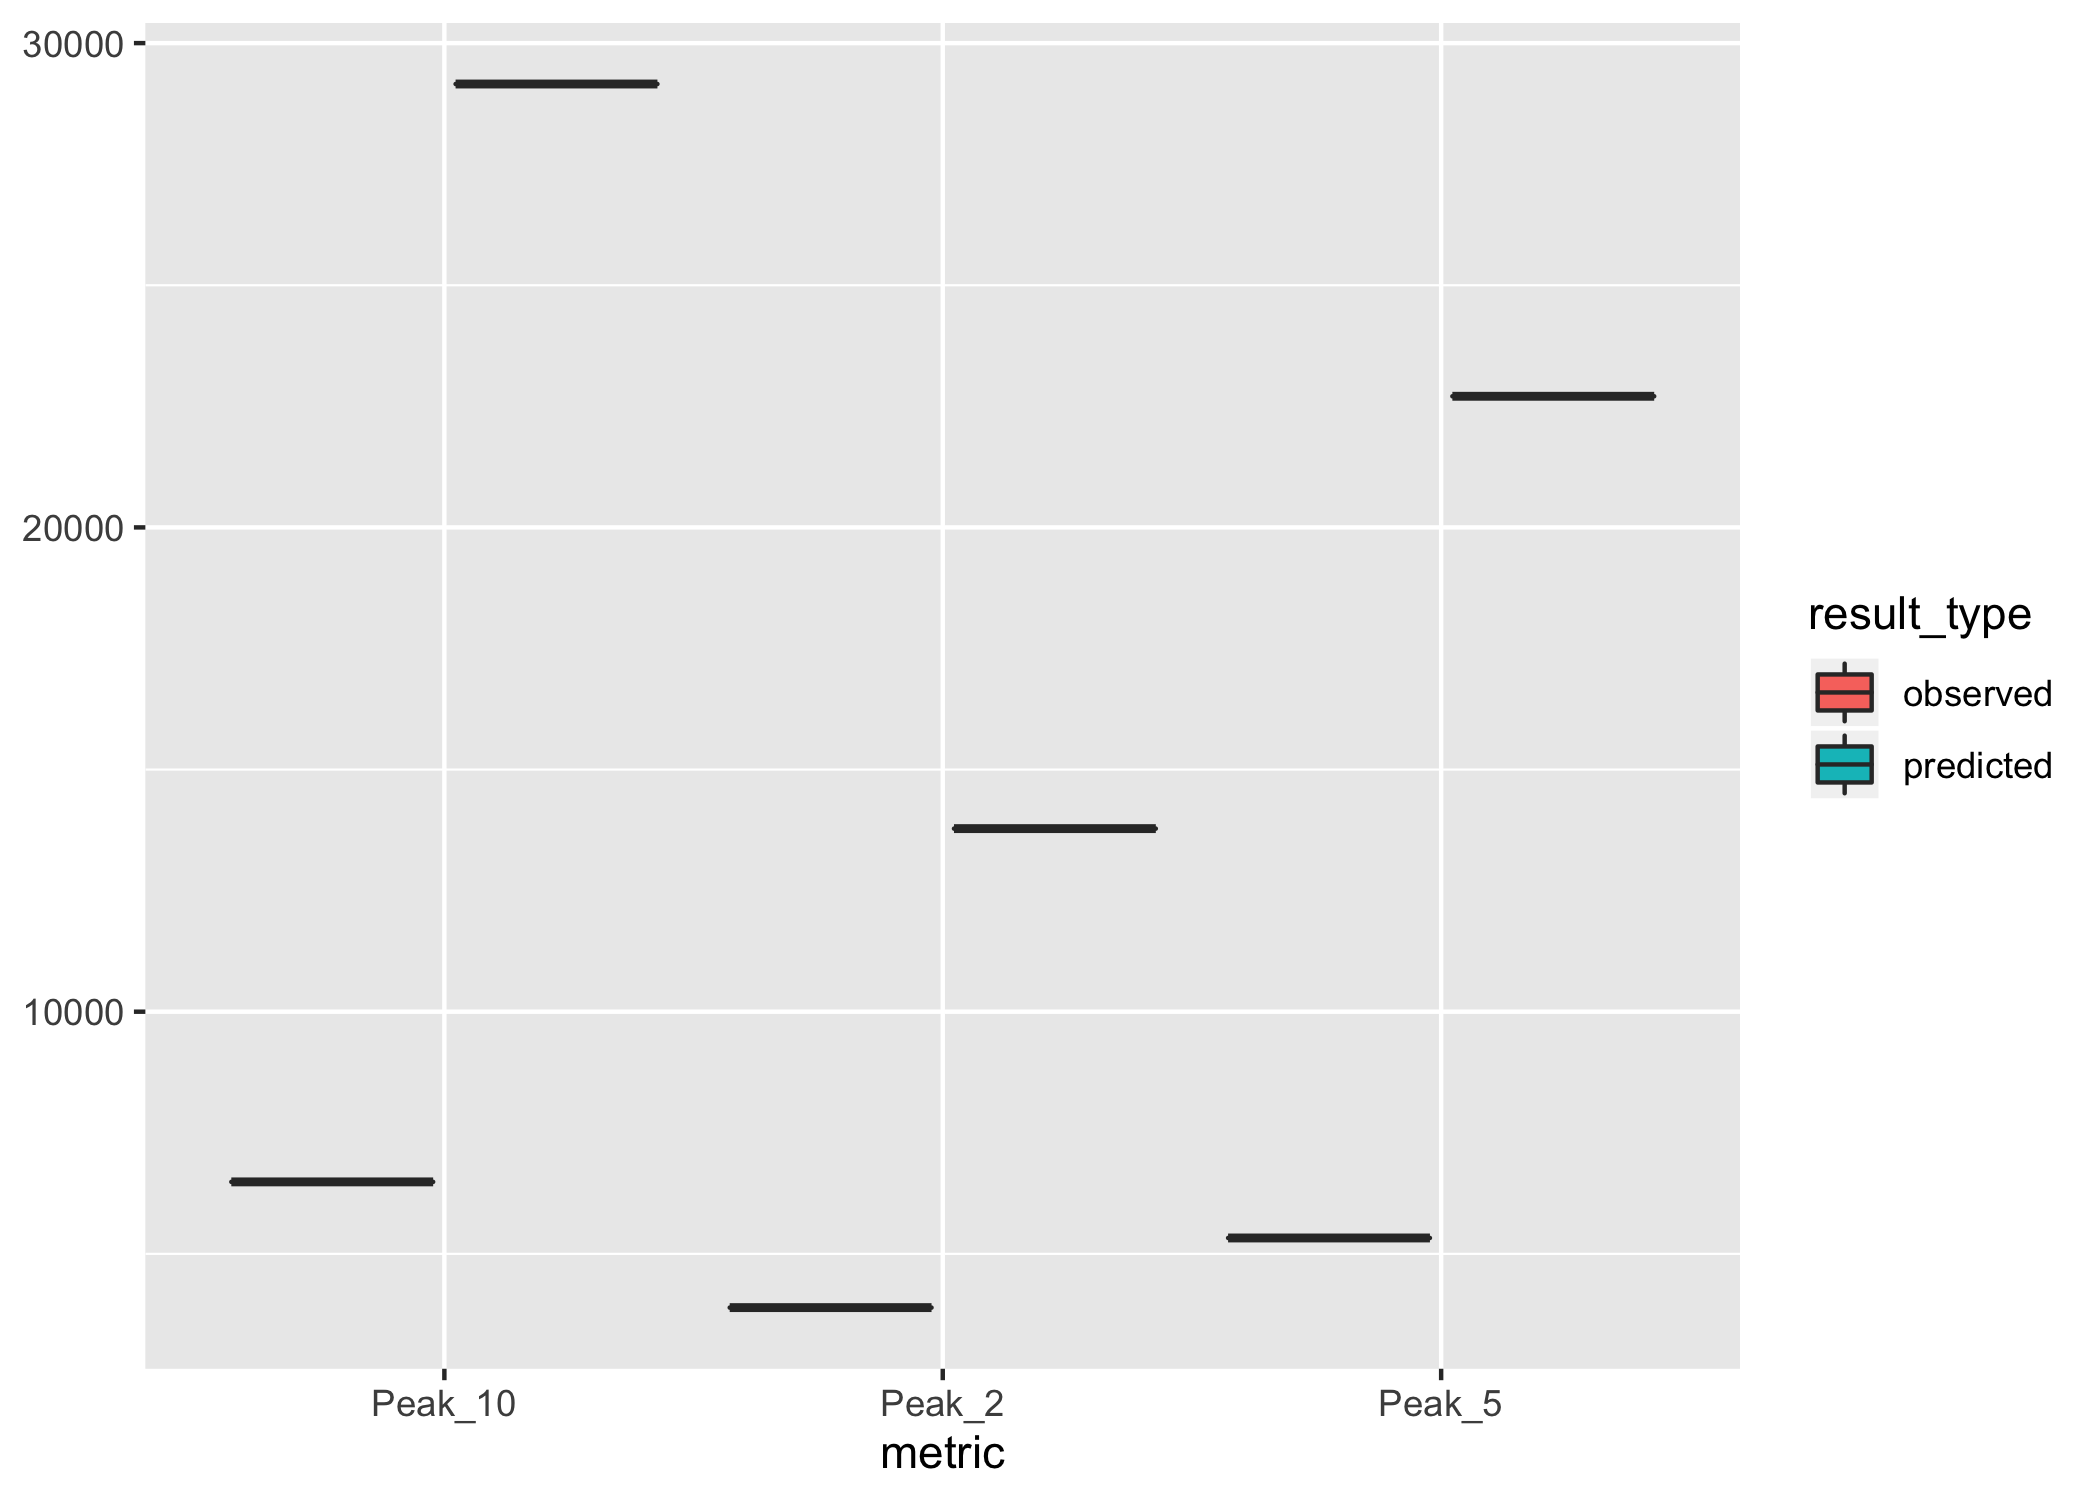 30000
20000
10000
Peak_10
Peak_2
Peak_5
metric
result_type
observed
predicted